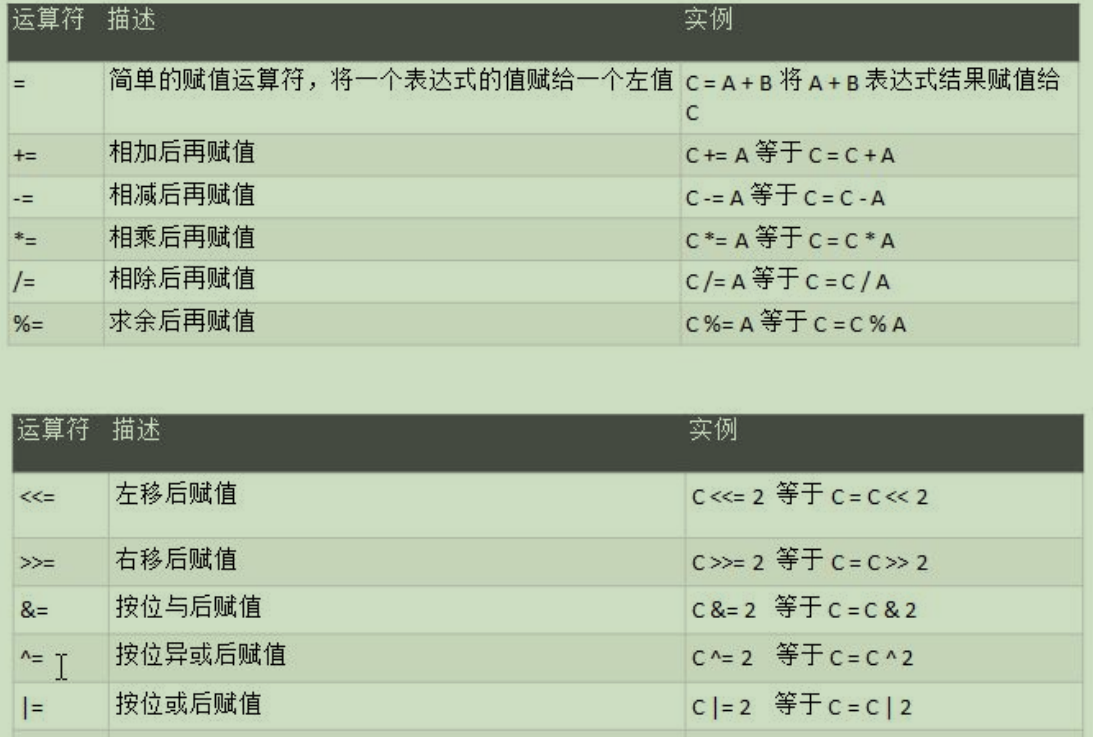 运算符 描述 实例
= 简单的赋值运算符，将一个表达式的值赋给一个左值 C = A + B 将 A + B 表达式结果赋值给
C
+= 相加后再赋值 C += A 等于 C = C + A
-= 相减后再赋值 C -= A 等于 C = C - A
*= 相乘后再赋值 C *= A 等于 C = C * A
/= 相除后再赋值 C /= A 等于 C = C / A
%= 求余后再赋值 C %= A 等于 C = C % A
运算符 描述 实例
<<= 左移后赋值 C <<= 2 等于 C = C << 2
>>= 右移后赋值 C >>= 2 等于 C = C >> 2
&= 按位与后赋值 C &= 2 等于 C = C & 2
^= 按位异或后赋值 C ^= 2 等于 C = C ^ 2
|= 按位或后赋值 C |= 2 等于 C = C | 2